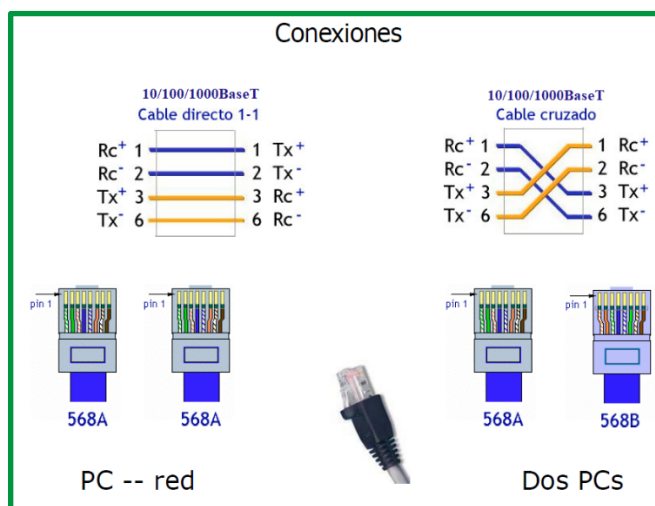 Conexiones
10/100/1000BaseT
Cable directo 1-1
Rc+ 1 1 Tx+
Rc- 2 2 Tx-
Tx+ 3 3 Rc+
Tx- 6 6 Rc-
10/100/1000BaseT
Cable cruzado
Rc+ 1 1 Rc+
Rc- 2 2 Rc-
Tx+ 3 3 Tx+
Tx- 6 6 Tx-
pin 1 pin 1
568A 568A
PC -- red
pin 1 pin 1
568A 568B
Dos PCs